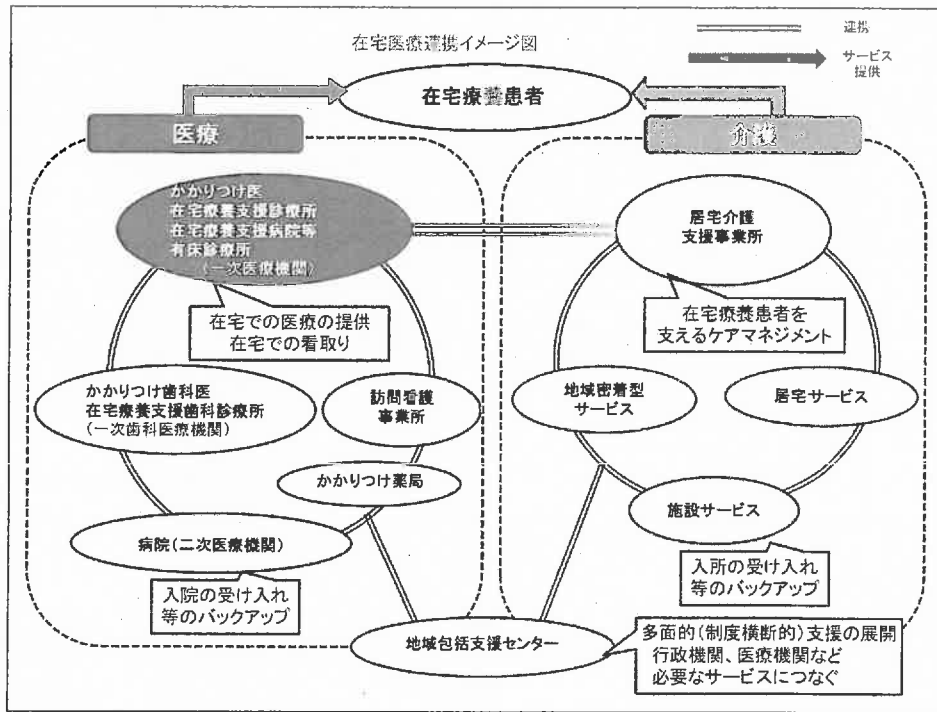 在宅医療連携イメージ図
連携
サービス
提供
在宅療養患者
医療
介護
かかりつけ医
在宅療養支援診療所
在宅療養支援病院等
有床診療所
(一次医療機関)
居宅介護
支援事業所
在宅での医療の提供
在宅での看取り
在宅療養患者を
支えるケアマネジメント
かかりつけ歯科医
在宅療養支援歯科診療所
(一次歯科医療機関)
訪問看護
事業所
地域密着型
サービス
居宅サービス
かかりつけ薬局
施設サービス
病院(二次医療機関)
入院の受け入れ
等のバックアップ
入所の受け入れ
等のバックアップ
地域包括支援センター
多面的(制度横断的)支援の展開
行政機関、医療機関など
必要なサービスにつなぐ